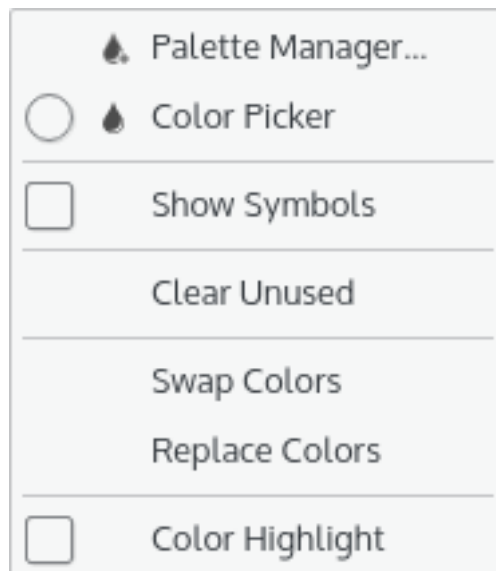 Palette Manager...
Color Picker
Show Symbols
Clear Unused
Swap Colors
Replace Colors
Color Highlight